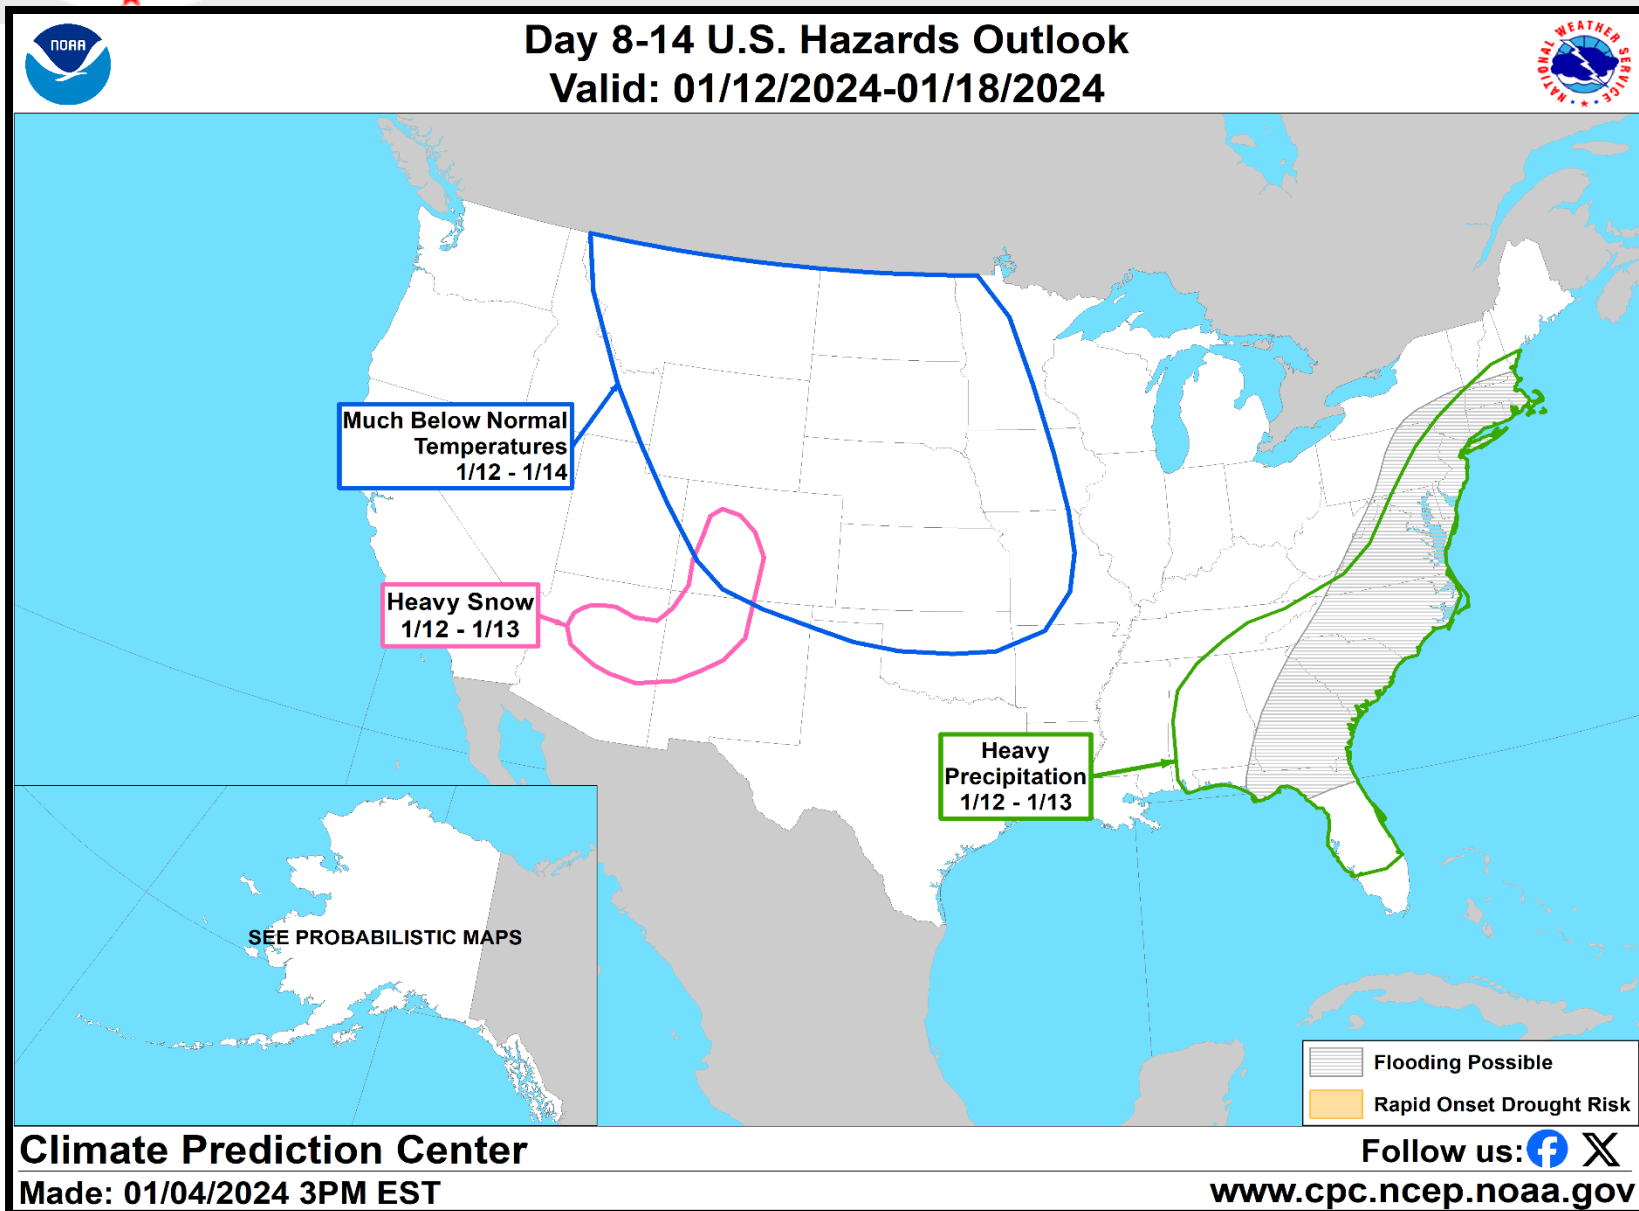 NOAA
Day 8-14 U.S. Hazards Outlook
Valid: 01/12/2024-01/18/2024
NATIONAL WEATHER SERVICE
Much Below Normal
Temperatures
1/12 - 1/14
Heavy Snow
1/12 - 1/13
Heavy
Precipitation
1/12 - 1/13
SEE PROBABILISTIC MAPS
Flooding Possible
Rapid Onset Drought Risk
Climate Prediction Center
Follow us:
Made: 01/04/2024 3PM EST
www.cpc.ncep.noaa.gov